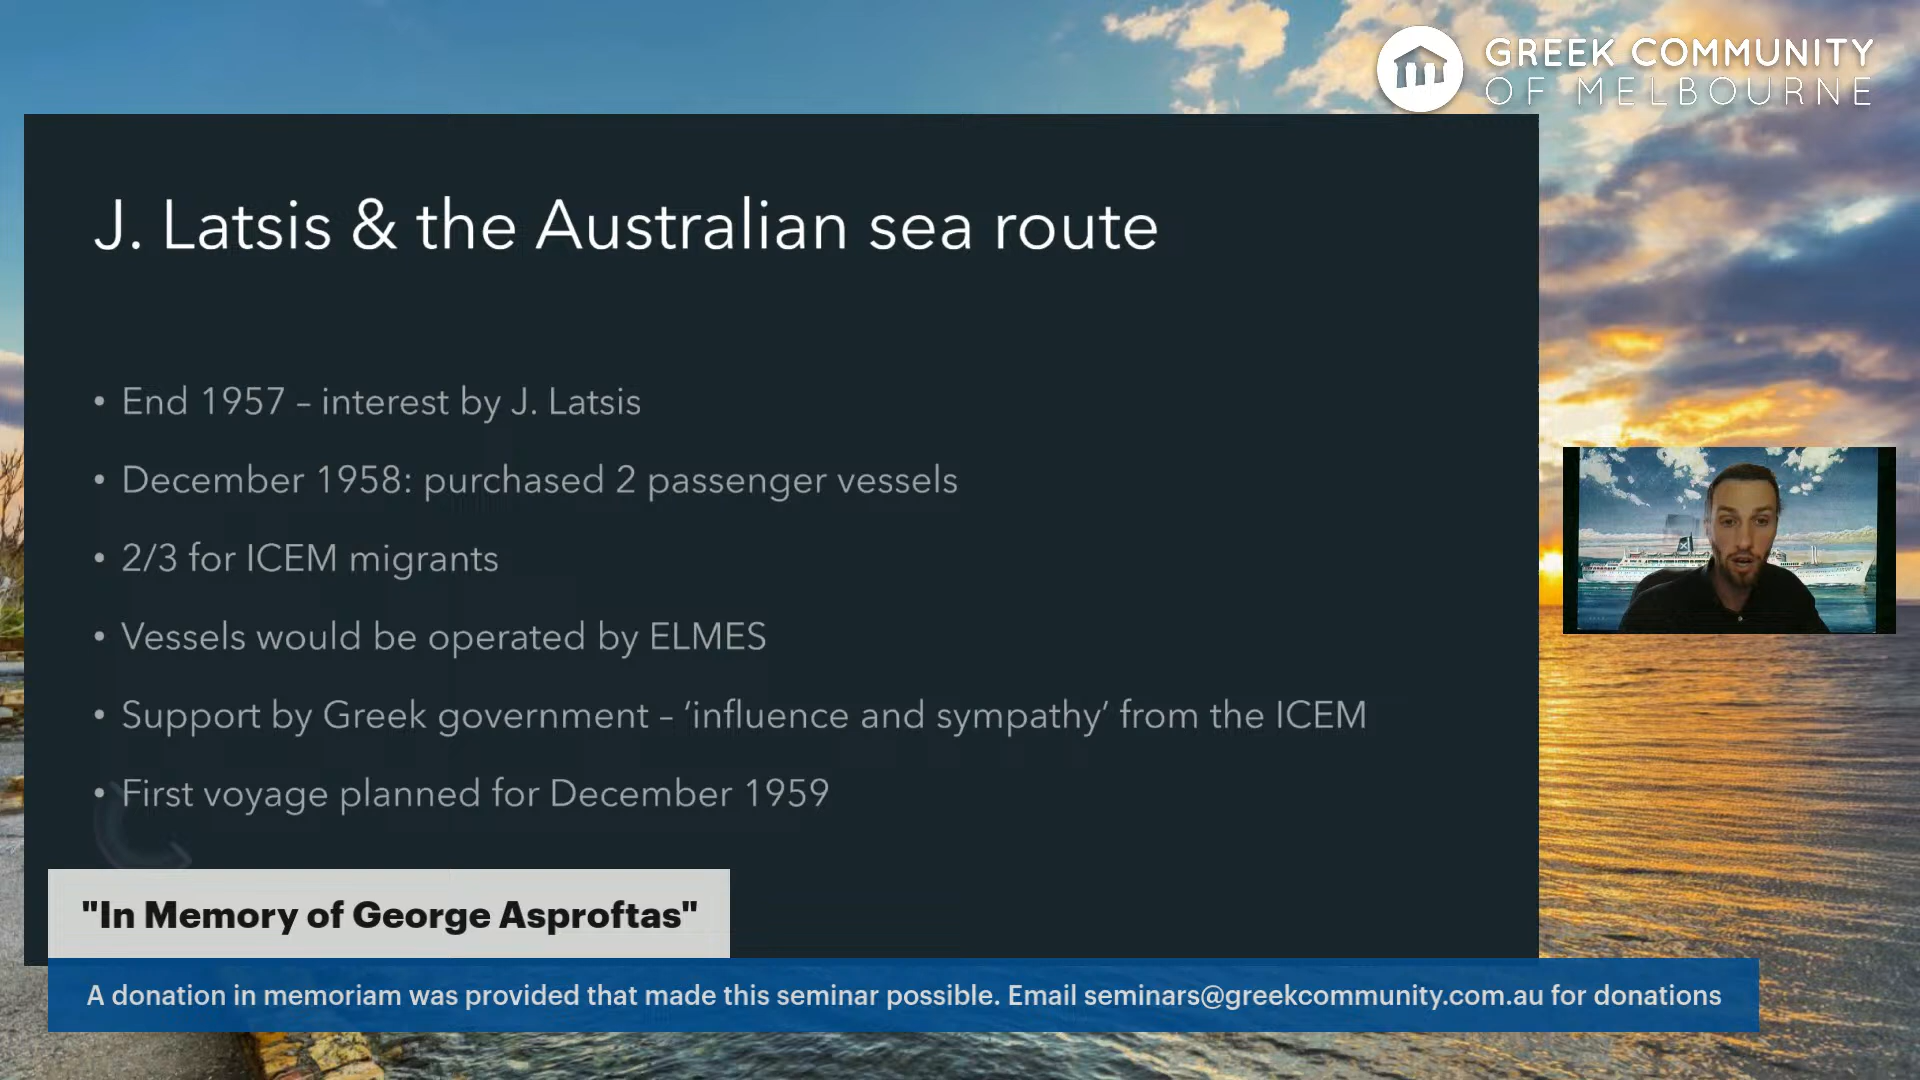 GREEK COMMUNITY
OF MELBOURNE
J. Latsis & the Australian sea route
• End 1957 – interest by J. Latsis
• December 1958: purchased 2 passenger vessels
• 2/3 for ICEM migrants
• Vessels would be operated by ELMES
• Support by Greek government – ‘influence and sympathy’ from the ICEM
• First voyage planned for December 1959
"In Memory of George Asproftas"
A donation in memoriam was provided that made this seminar possible. Email seminars@greekcommunity.com.au for donations